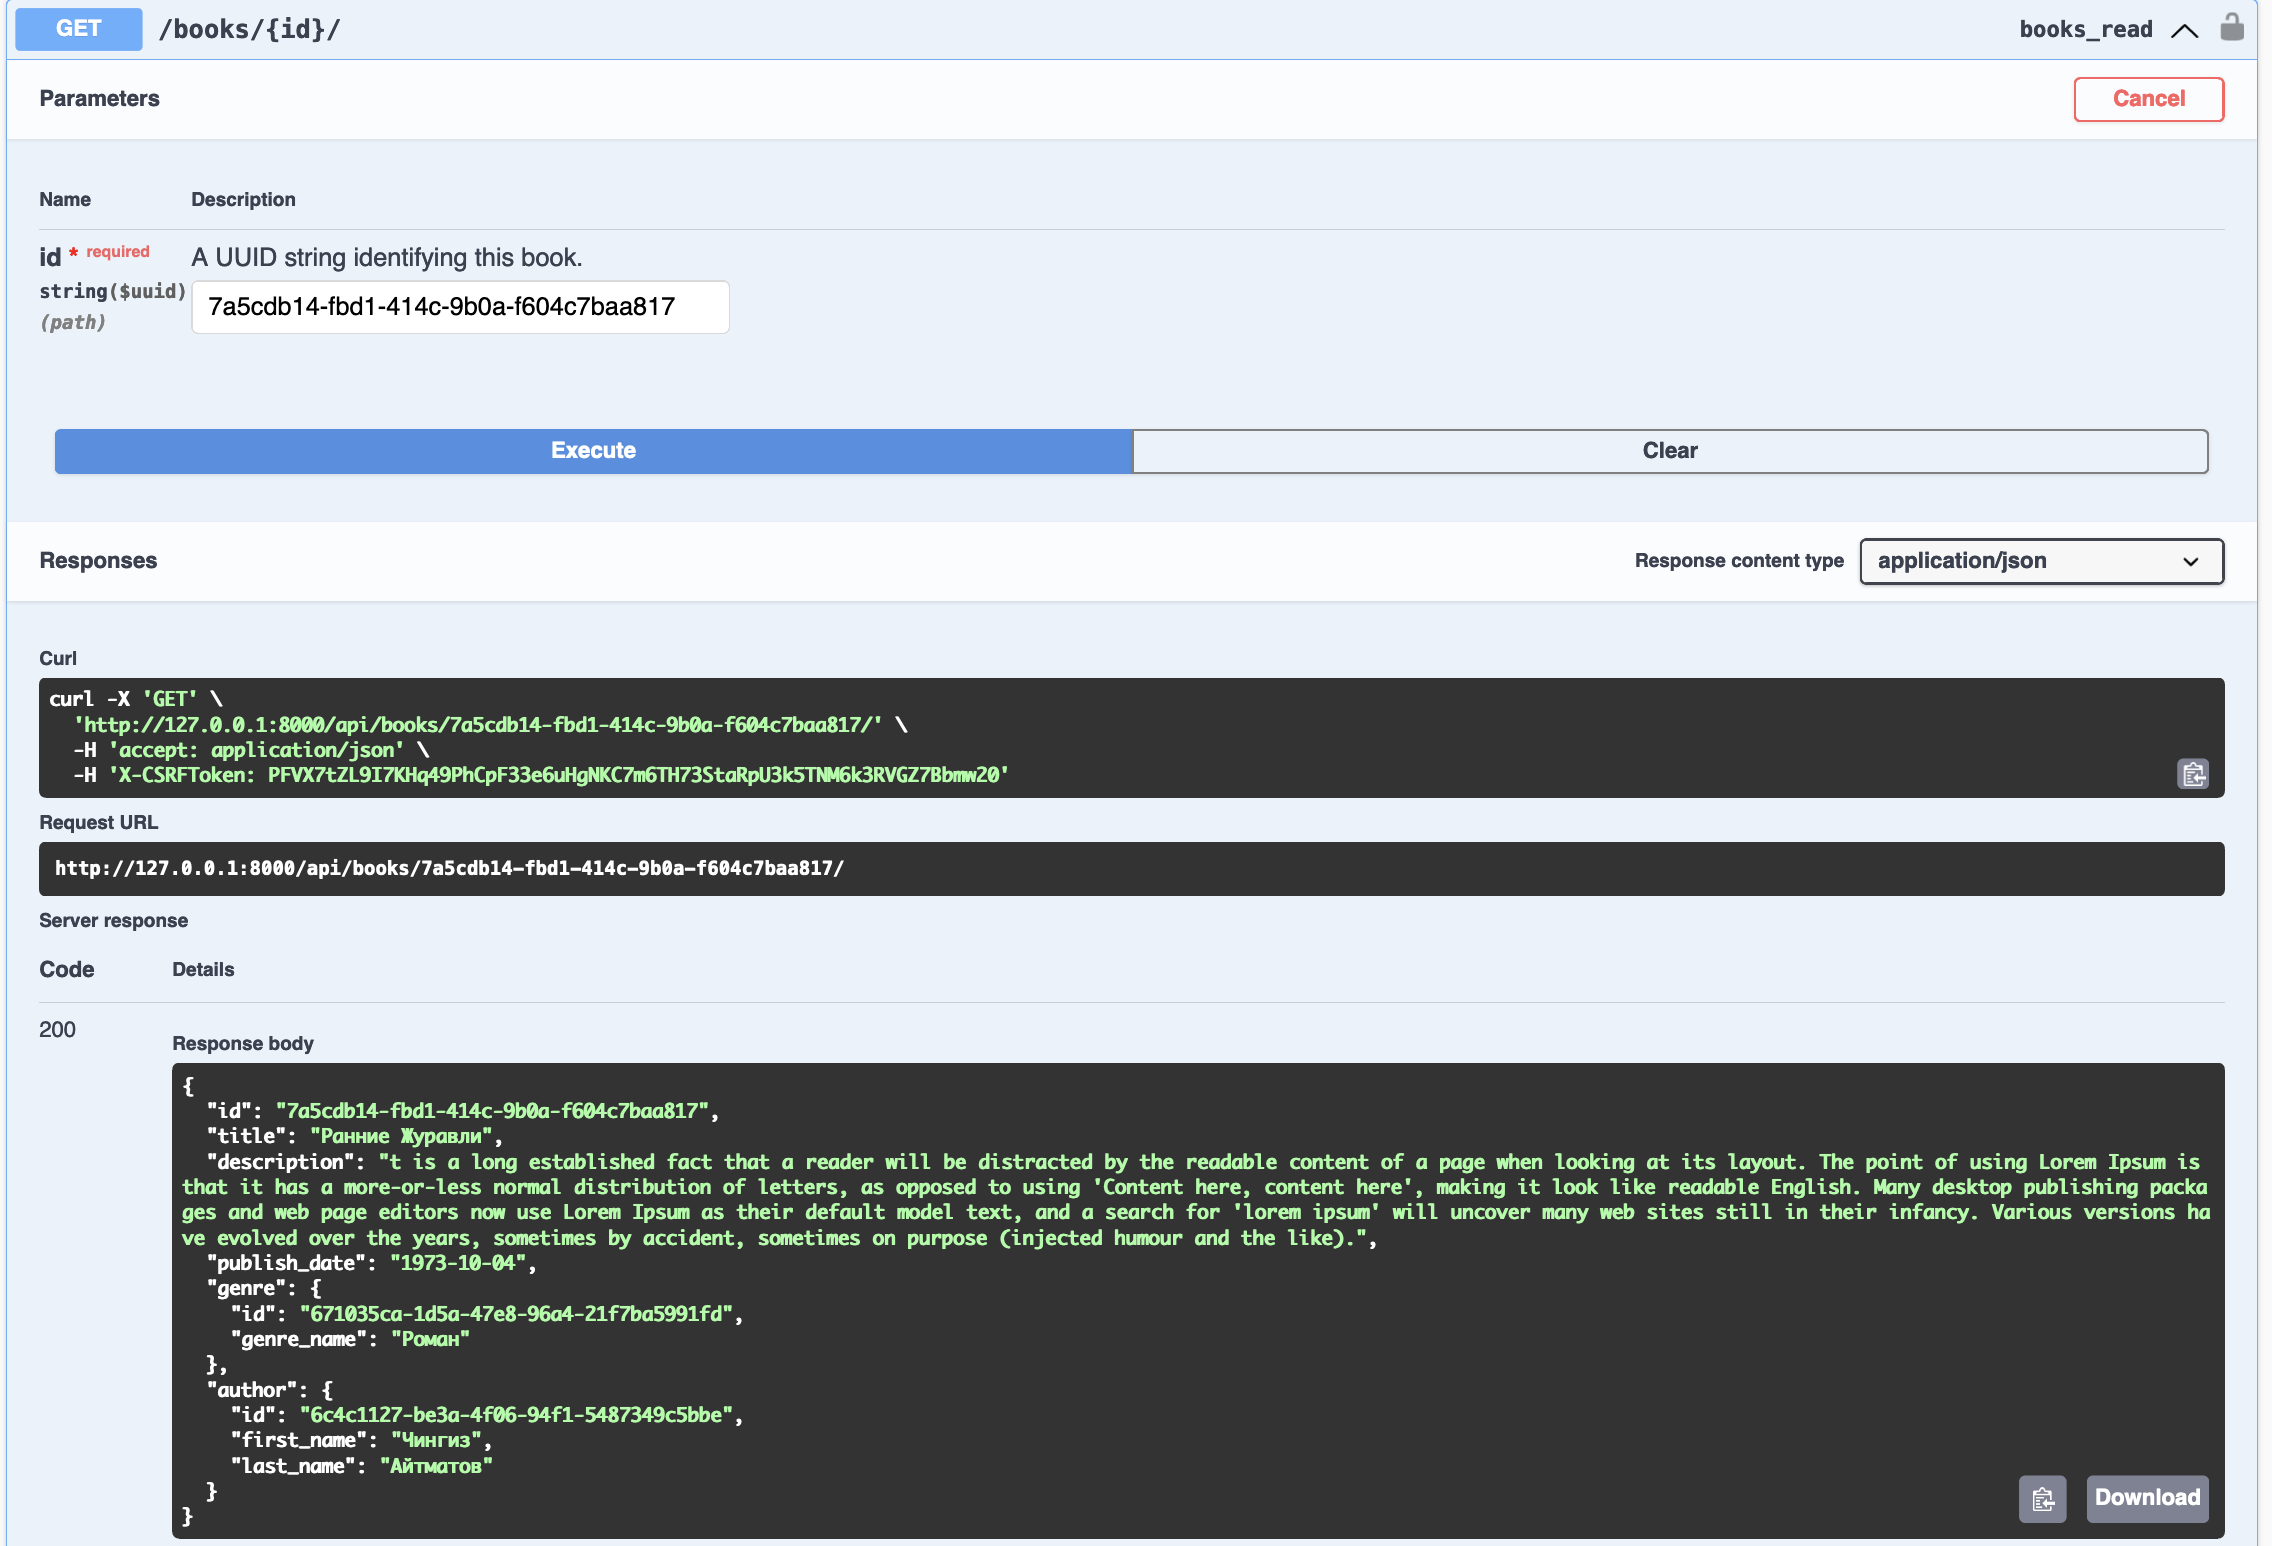 GET /books/{id}/ books_read
Parameters Cancel
Name Description
id * required A UUID string identifying this book.
string($uuid) 7a5cdb14-fbd1-414c-9b0a-f604c7baa817
(path)
Execute Clear
Responses Response content type application/json
Curl
curl -X 'GET' \
'http://127.0.0.1:8000/api/books/7a5cdb14-fbd1-414c-9b0a-f604c7baa817/' \
-H 'accept: application/json' \
-H 'X-CSRFToken: PFVX7tZL9I7KHq49PhCpF33e6uHgNKC7m6TH73StaRpU3k5TNM6k3RVGZ7Bbmw20'
Request URL
http://127.0.0.1:8000/api/books/7a5cdb14-fbd1-414c-9b0a-f604c7baa817/
Server response
Code Details
200
Response body
{
"id": "7a5cdb14-fbd1-414c-9b0a-f604c7baa817",
"title": "Ранние Журавли",
"description": "t is a long established fact that a reader will be distracted by the readable content of a page when looking at its layout. The point of using Lorem Ipsum is
that it has a more-or-less normal distribution of letters, as opposed to using 'Content here, content here', making it look like readable English. Many desktop publishing packa
ges and web page editors now use Lorem Ipsum as their default model text, and a search for 'lorem ipsum' will uncover many web sites still in their infancy. Various versions ha
ve evolved over the years, sometimes by accident, sometimes on purpose (injected humour and the like).",
"publish_date": "1973-10-04",
"genre": {
"id": "671035ca-1d5a-47e8-96a4-21f7ba5991fd",
"genre_name": "Роман"
},
"author": {
"id": "6c4c1127-be3a-4f06-94f1-5487349c5bbe",
"first_name": "Чингиз",
"last_name": "Айтматов"
}
}
Download